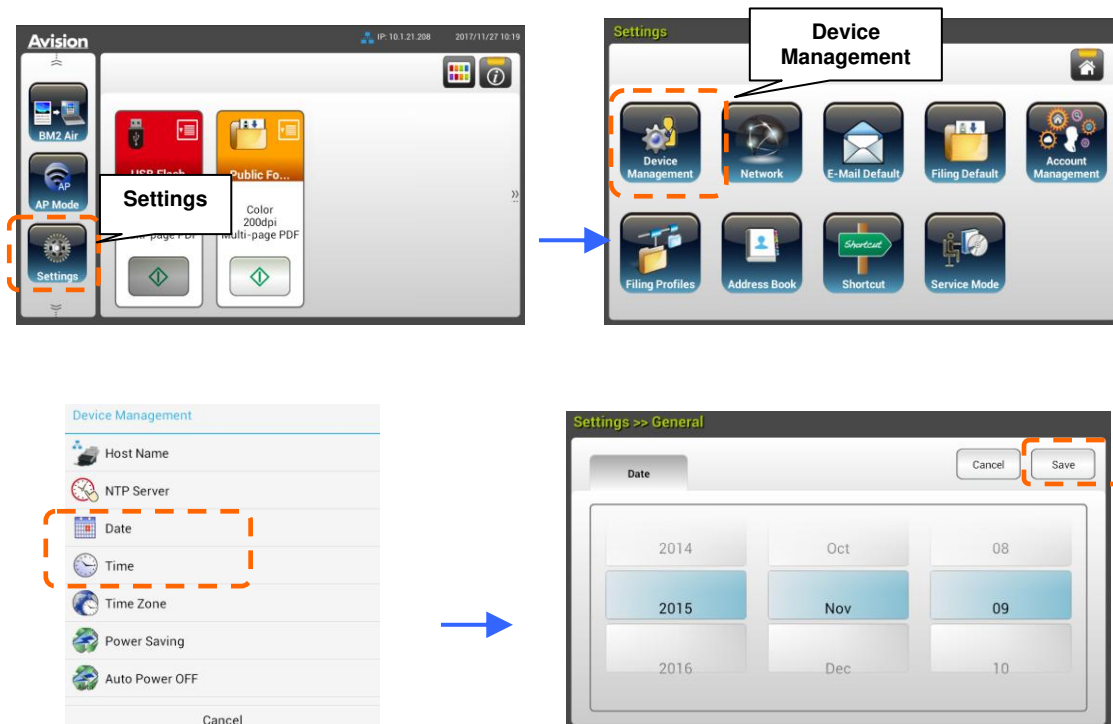 Avision
IP: 10.1.21.208 2017/11/27 10:19
BM2 Air
AP
AP Mode
Settings
Public Fo...
Color
200dpi
Multi-page PDF
Settings
Settings
Device
Management
Device
Management
Network
E-Mail Default
Filing Default
Account
Management
Filing Profiles
Address Book
Shortcut
Shortcut
Service Mode
Device Management
Host Name
NTP Server
Date
Time
Time Zone
Power Saving
Auto Power OFF
Cancel
Settings >> General
Date
Cancel
Save
2014 Oct 08
2015 Nov 09
2016 Dec 10